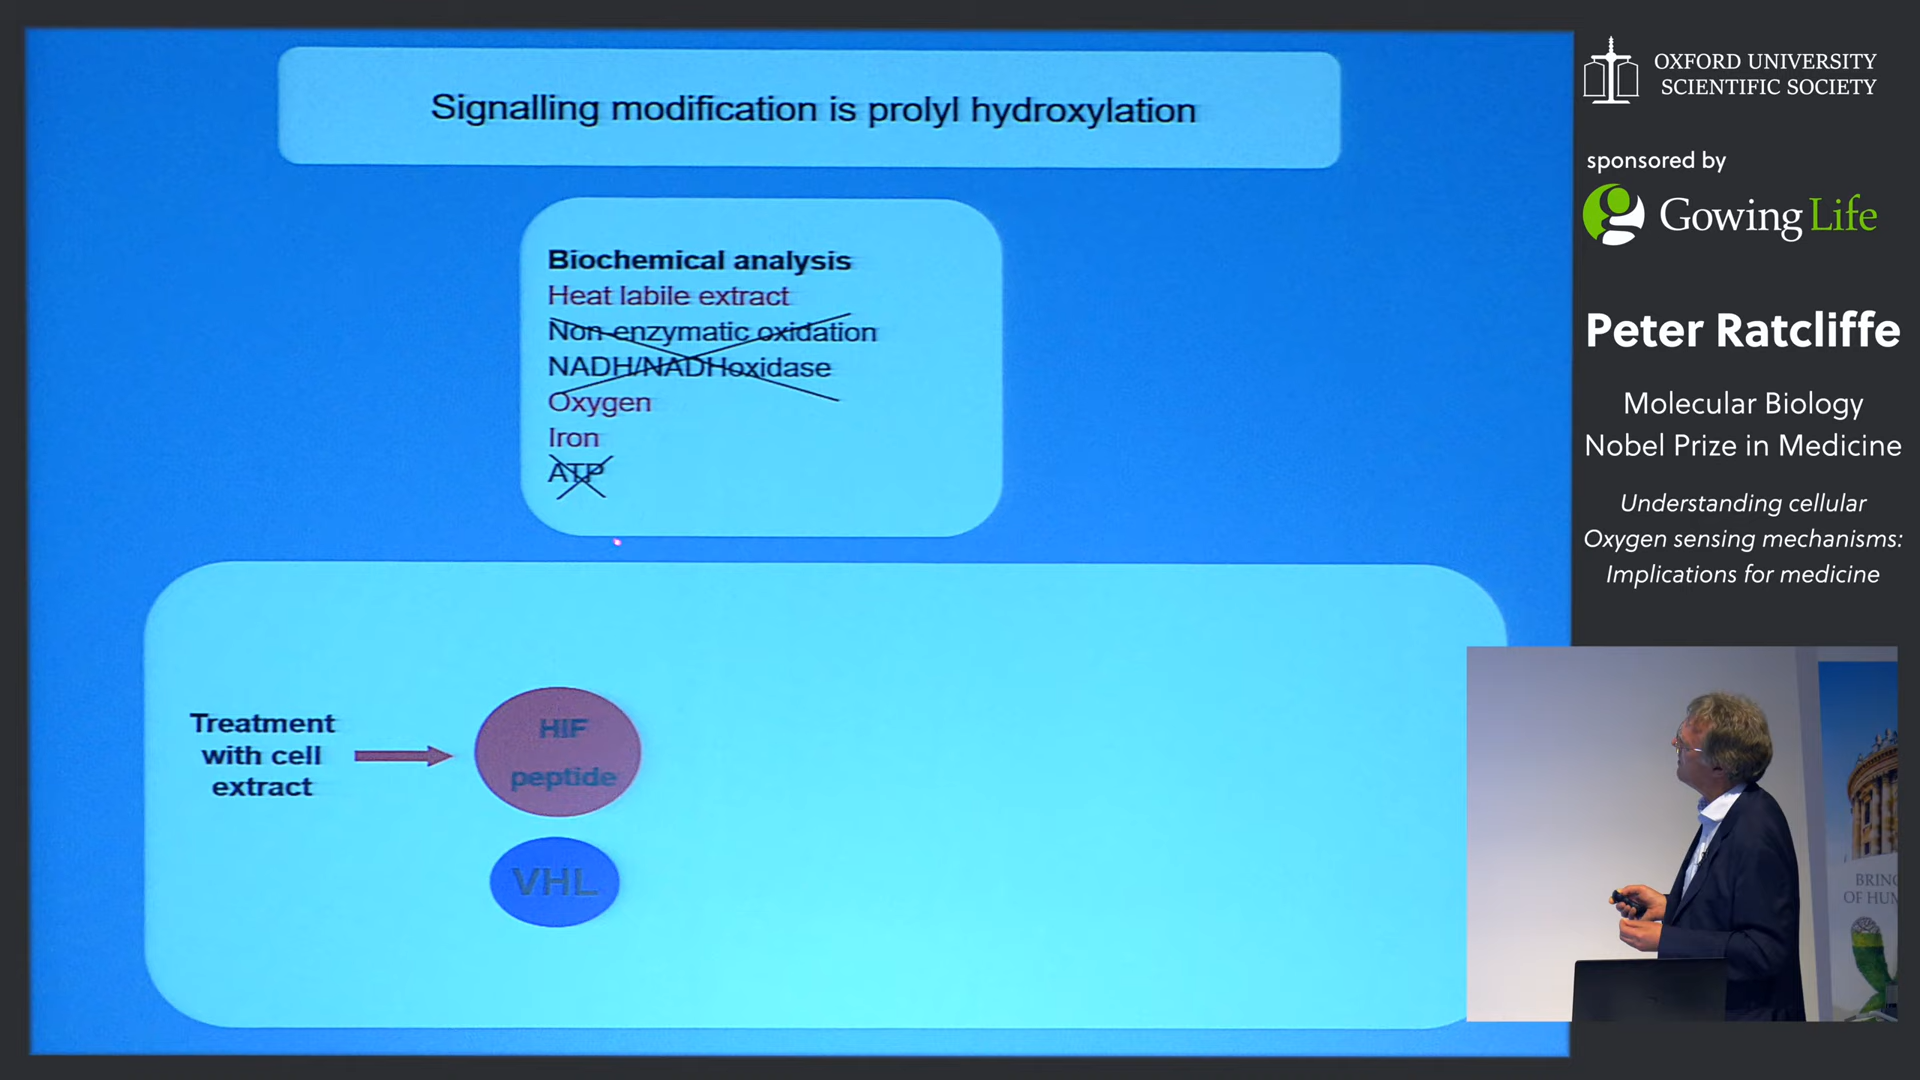 Signalling modification is prolyl hydroxylation
Biochemical analysis
Heat labile extract
Non enzymatic oxidation
NADH/NADHoxidase
Oxygen
Iron
ATP
Treatment
with cell
extract
HIF
peptide
VHL
OXFORD UNIVERSITY
SCIENTIFIC SOCIETY
sponsored by
Gowing Life
Peter Ratcliffe
Molecular Biology
Nobel Prize in Medicine
Understanding cellular
Oxygen sensing mechanisms:
Implications for medicine
OF